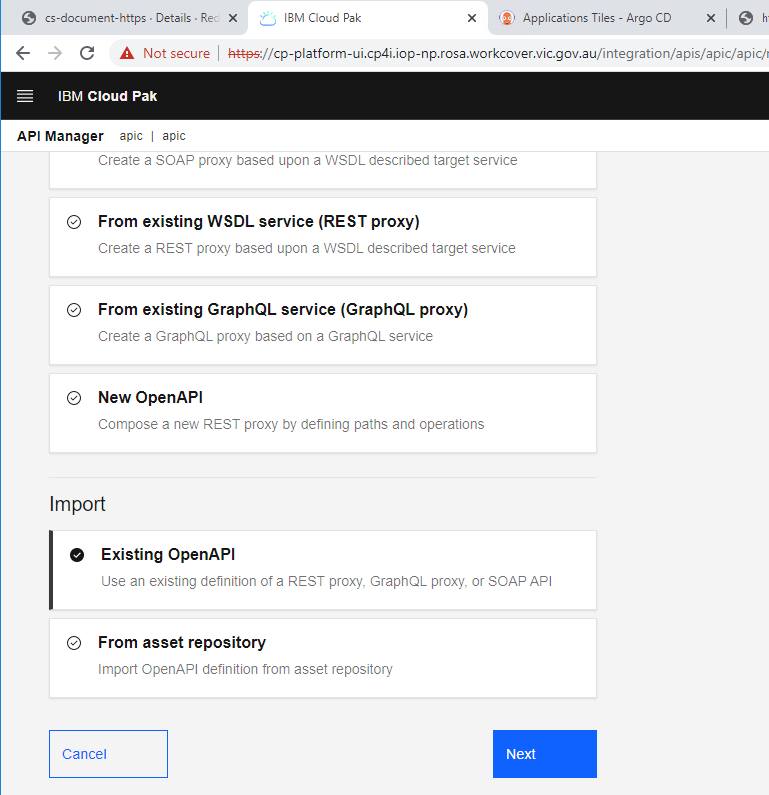 cs-document-https · Details · Red
IBM Cloud Pak
Applications Tiles - Argo CD
Not secure
https://cp-platform-ui.cp4i.iop-np.rosa.workcover.vic.gov.au/integration/apis/apic/apic/
IBM Cloud Pak
API Manager apic | apic
Create a SOAP proxy based upon a WSDL described target service
From existing WSDL service (REST proxy)
Create a REST proxy based upon a WSDL described target service
From existing GraphQL service (GraphQL proxy)
Create a GraphQL proxy based on a GraphQL service
New OpenAPI
Compose a new REST proxy by defining paths and operations
Import
Existing OpenAPI
Use an existing definition of a REST proxy, GraphQL proxy, or SOAP API
From asset repository
Import OpenAPI definition from asset repository
Cancel
Next